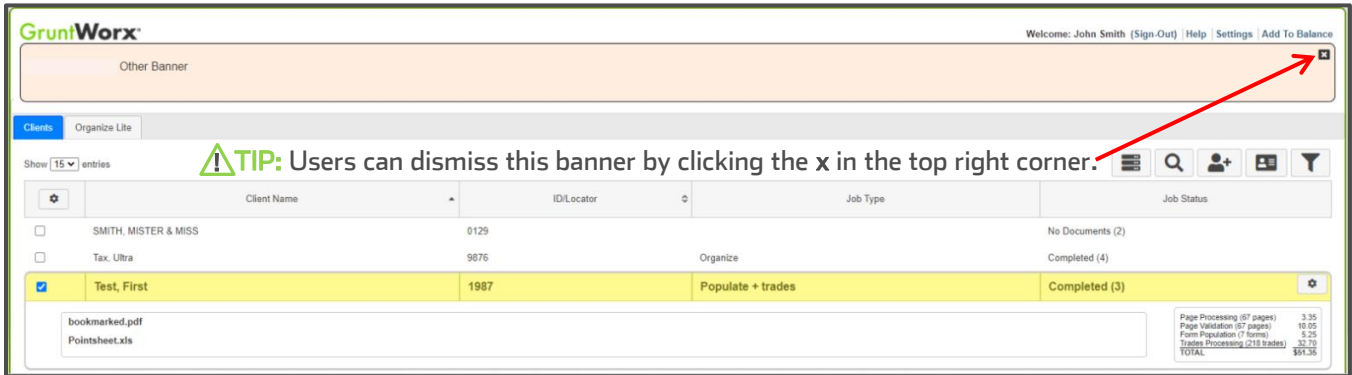 GruntWorx
Welcome: John Smith (Sign-Out) | Help | Settings | Add To Balance
Other Banner
Clients Organize Lite
Show 15 entries
TIP: Users can dismiss this banner by clicking the x in the top right corner.
Client Name ID/Locator Job Type Job Status
SMITH, MISTER & MISS 0129 No Documents (2)
Tax, Ultra 9876 Organize Completed (4)
Test, First 1987 Populate + trades Completed (3)
bookmarked.pdf
Pointsheet.xls
Page Processing (67 pages) 3.35
Page Validation (67 pages) 10.05
Form Population (7 forms) 5.25
Trades Processing (218 trades) 32.70
TOTAL $51.35